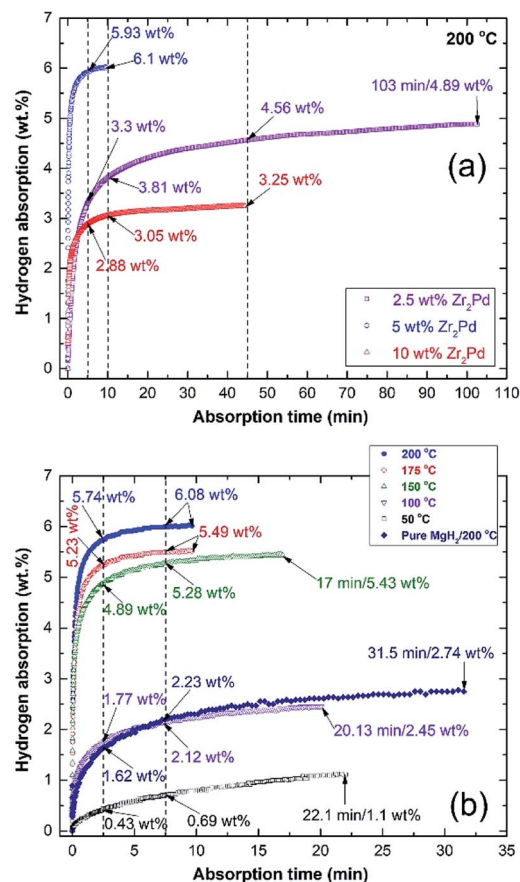 (a)
200 °C
5.93 wt%
6.1 wt%
103 min/4.89 wt%
4.56 wt%
3.3 wt%
3.81 wt%
3.25 wt%
3.05 wt%
2.88 wt%
2.5 wt% Zr₂Pd
5 wt% Zr₂Pd
10 wt% Zr₂Pd
Hydrogen absorption (wt.%)
7
6
5
4
3
2
1
0
0 10 20 30 40 50 60 70 80 90 100 110
Absorption time (min)
(b)
200 °C
175 °C
150 °C
100 °C
50 °C
Pure MgH₂/200 °C
5.74 wt%
6.08 wt%
5.23 wt%
5.49 wt%
4.89 wt%
5.28 wt%
17 min/5.43 wt%
31.5 min/2.74 wt%
1.77 wt%
2.23 wt%
20.13 min/2.45 wt%
1.62 wt%
2.12 wt%
0.43 wt%
0.69 wt%
22.1 min/1.1 wt%
Hydrogen absorption (wt.%)
7
6
5
4
3
2
1
0
0 5 10 15 20 25 30 35
Absorption time (min)